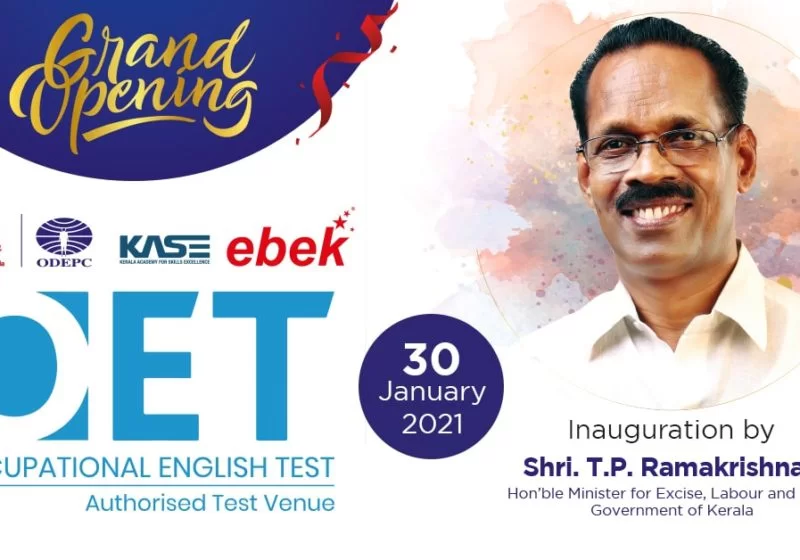 Grand
Opening
ODEPC
KASE
KERALA ACADEMY FOR SKILLS EXCELLENCE
ebek
OET
CUPATIONAL ENGLISH TEST
Authorised Test Venue
30
January
2021
Inauguration by
Shri. T.P. Ramakrishna
Hon'ble Minister for Excise, Labour and
Government of Kerala